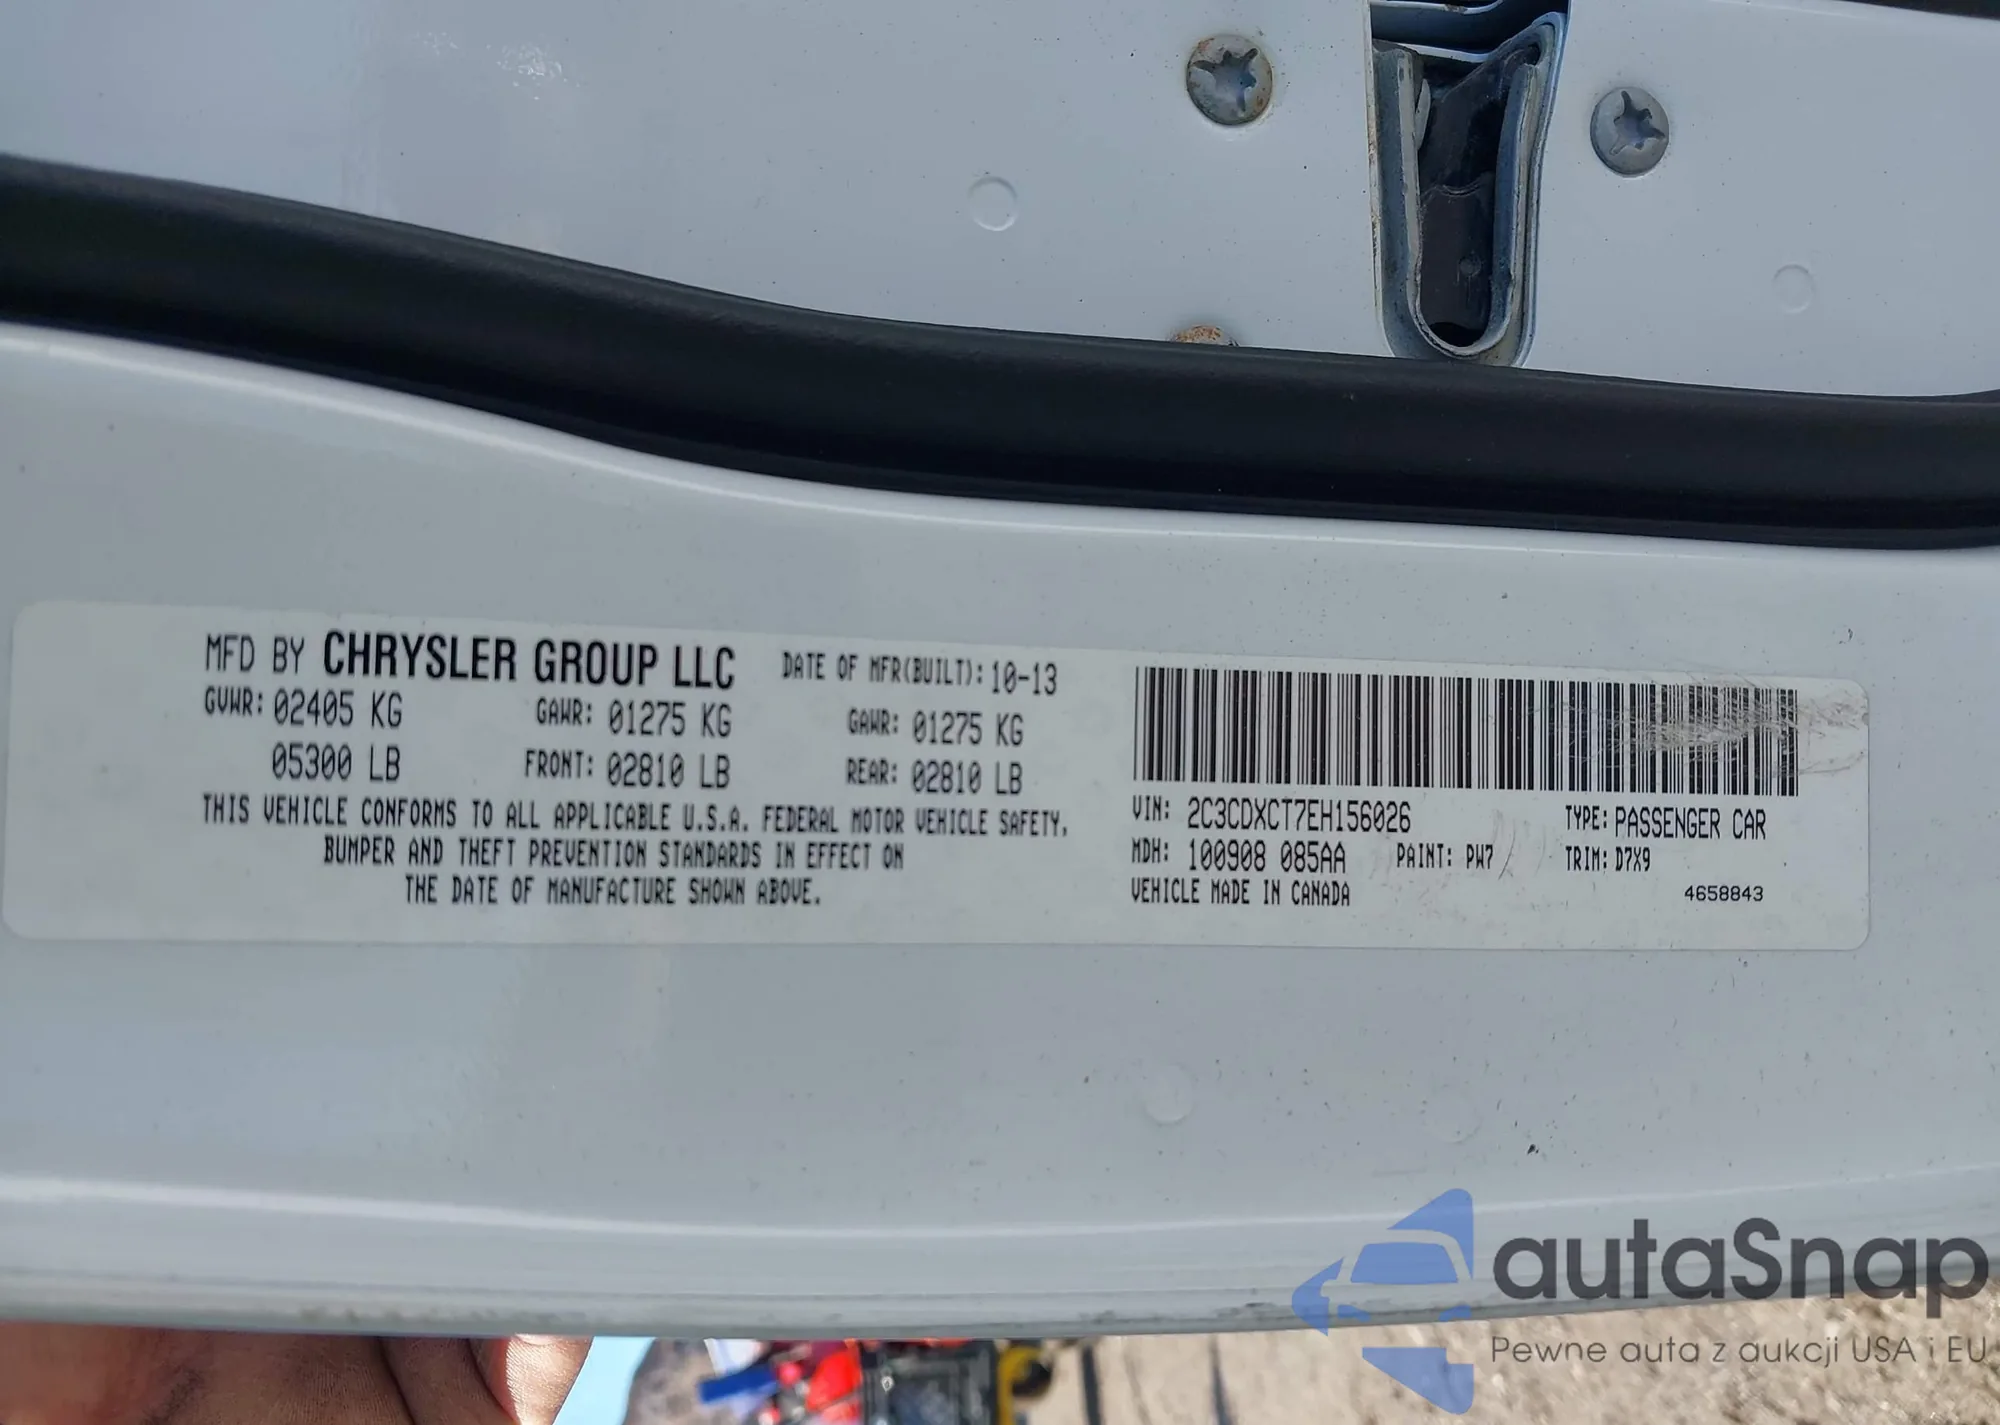 MFD BY CHRYSLER GROUP LLC DATE OF MFR(BUILT): 10-13
GVWR: 02405 KG GAWR: 01275 KG GAWR: 01275 KG
05300 LB FRONT: 02810 LB REAR: 02810 LB
THIS VEHICLE CONFORMS TO ALL APPLICABLE U.S.A. FEDERAL MOTOR VEHICLE SAFETY,
BUMPER AND THEFT PREVENTION STANDARDS IN EFFECT ON
THE DATE OF MANUFACTURE SHOWN ABOVE.
VIN: 2C3CDXCT7EH156026 TYPE: PASSENGER CAR
MDH: 100908 085AA PAINT: PW7 TRIM: D7X9
VEHICLE MADE IN CANADA 4658843
autaSnap
Pewne auta z aukcji USA i EU